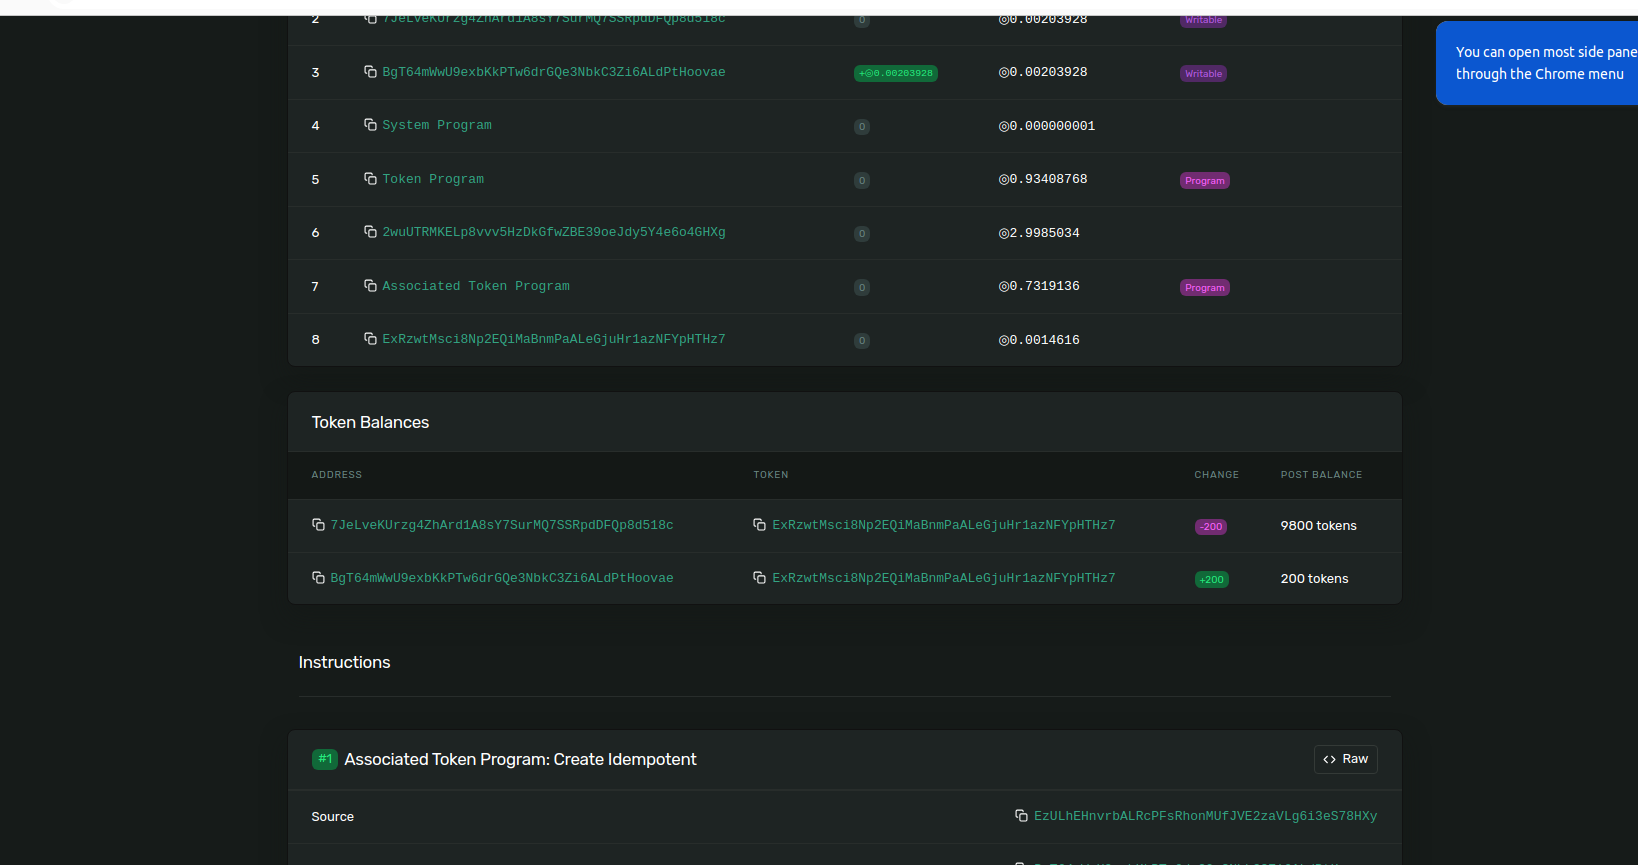 2 7JeLveKUrzg4ZhArd1A8sY7SurMQ7SSRpdDFQp8d518c 0 ◎0.00203928 Writable
You can open most side pane
through the Chrome menu
3 BgT64mWwU9exbKkPTw6drGQe3NbkC3Zi6ALdPtHoovae +◎0.00203928 ◎0.00203928 Writable
4 System Program 0 ◎0.000000001
5 Token Program 0 ◎0.93408768 Program
6 2wuUTRMKELp8vvv5HzDkGfwZBE39oeJdy5Y4e6o4GHXg 0 ◎2.9985034
7 Associated Token Program 0 ◎0.7319136 Program
8 ExRzwtMsci8Np2EQiMaBnmPaALeGjuHr1azNFYpHTHz7 0 ◎0.0014616
Token Balances
ADDRESS TOKEN CHANGE POST BALANCE
7JeLveKUrzg4ZhArd1A8sY7SurMQ7SSRpdDFQp8d518c ExRzwtMsci8Np2EQiMaBnmPaALeGjuHr1azNFYpHTHz7 -200 9800 tokens
BgT64mWwU9exbKkPTw6drGQe3NbkC3Zi6ALdPtHoovae ExRzwtMsci8Np2EQiMaBnmPaALeGjuHr1azNFYpHTHz7 +200 200 tokens
Instructions
#1 Associated Token Program: Create Idempotent <> Raw
Source EzULhEHnvrbALRcPFsRhonMUfJVE2zaVLg6i3eS78HXy